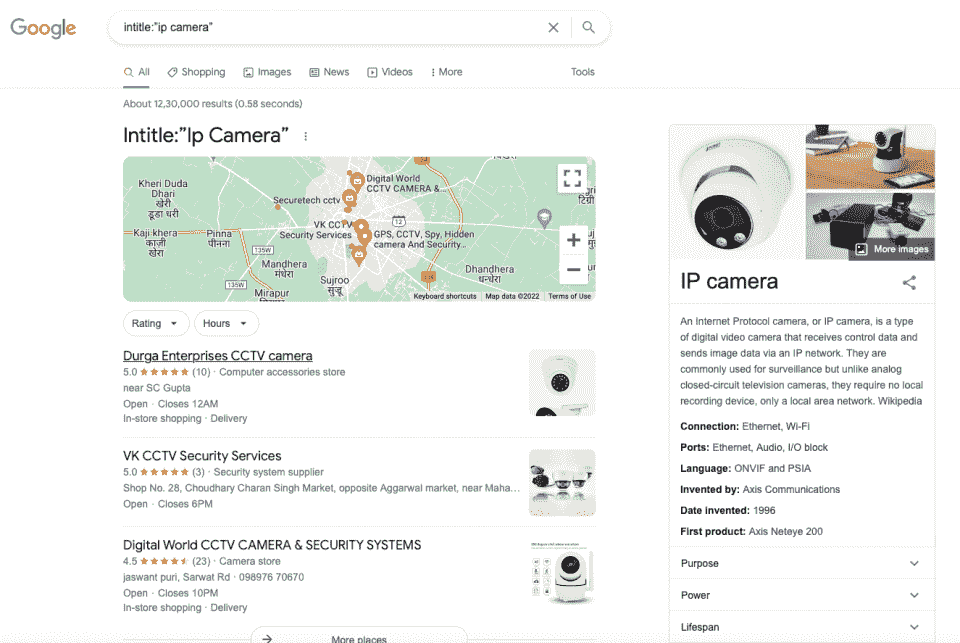 Google
intitle:"ip camera"
All
Shopping
Images
News
Videos
More
Tools
About 12,30,000 results (0.58 seconds)
Intitle:"Ip Camera"
Kheri Duda
Dhari
खेरी
डूडा धरी
Kaji khera
काज़ी
खेरा
Pinna
पीनना
135W
Mandhera
मंधेरा
135W
Mirapur
Securetech cctv
Digital World
CCTV CAMERA &...
VK CCTV
Security Services
12
GPS, CCTV, Spy, Hidden
camera And Security...
Sujroo
सुजडू
Dhandhera
धन्धेरा
Keyboard shortcuts
Map data ©2022
Terms of Use
Rating
Hours
Durga Enterprises CCTV camera
5.0 (10) · Computer accessories store
near SC Gupta
Open · Closes 12AM
In-store shopping · Delivery
VK CCTV Security Services
5.0 (3) · Security system supplier
Shop No. 28, Choudhary Charan Singh Market, opposite Aggarwal market, near Maha...
Open · Closes 6PM
Digital World CCTV CAMERA & SECURITY SYSTEMS
4.5 (23) · Camera store
jaswant puri, Sarwat Rd · 098976 70670
Open · Closes 10PM
In-store shopping · Delivery
More places
More images
IP camera
An Internet Protocol camera, or IP camera, is a type
of digital video camera that receives control data and
sends image data via an IP network. They are
commonly used for surveillance but unlike analog
closed-circuit television cameras, they require no local
recording device, only a local area network. Wikipedia
Connection: Ethernet, Wi-Fi
Ports: Ethernet, Audio, I/O block
Language: ONVIF and PSIA
Invented by: Axis Communications
Date invented: 1996
First product: Axis Neteye 200
Purpose
Power
Lifespan